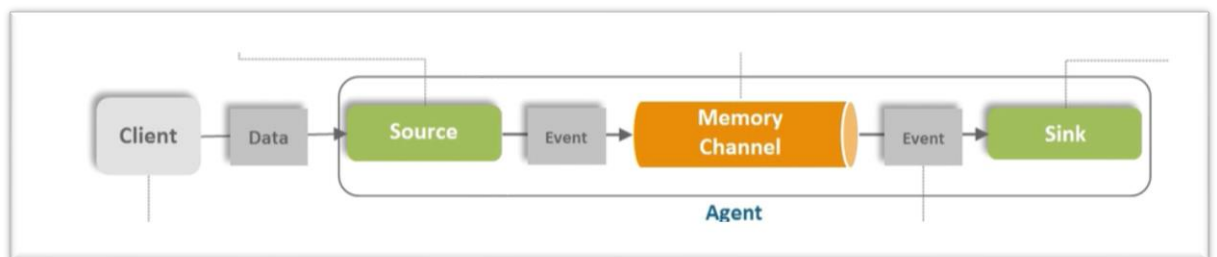 Client
Data
Source
Event
Memory
Channel
Event
Sink
Agent